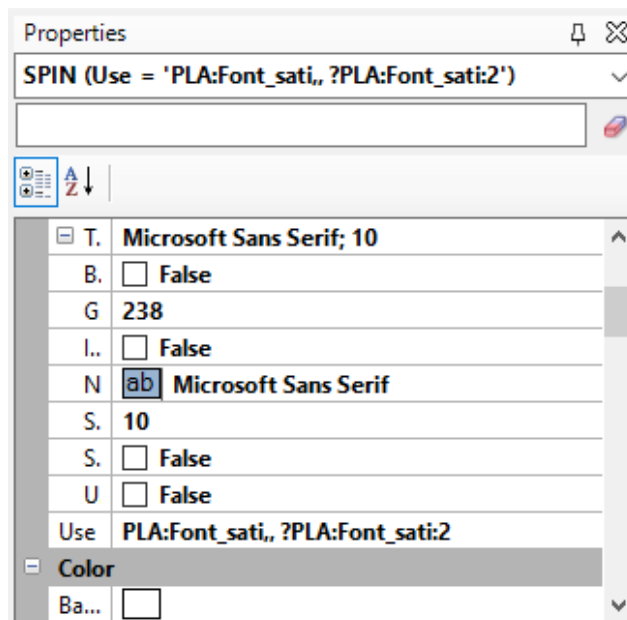 Properties
SPIN (Use = 'PLA:Font_sati,, ?PLA:Font_sati:2')
A
Z
T. Microsoft Sans Serif; 10
B. False
G 238
I.. False
N ab Microsoft Sans Serif
S. 10
S. False
U False
Use PLA:Font_sati,, ?PLA:Font_sati:2
Color
Ba...